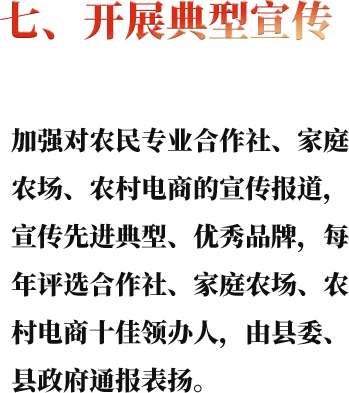 七、开展典型宣传
加强对农民专业合作社、家庭
农场、农村电商的宣传报道，
宣传先进典型、优秀品牌，每
年评选合作社、家庭农场、农
村电商十佳领办人，由县委、
县政府通报表扬。